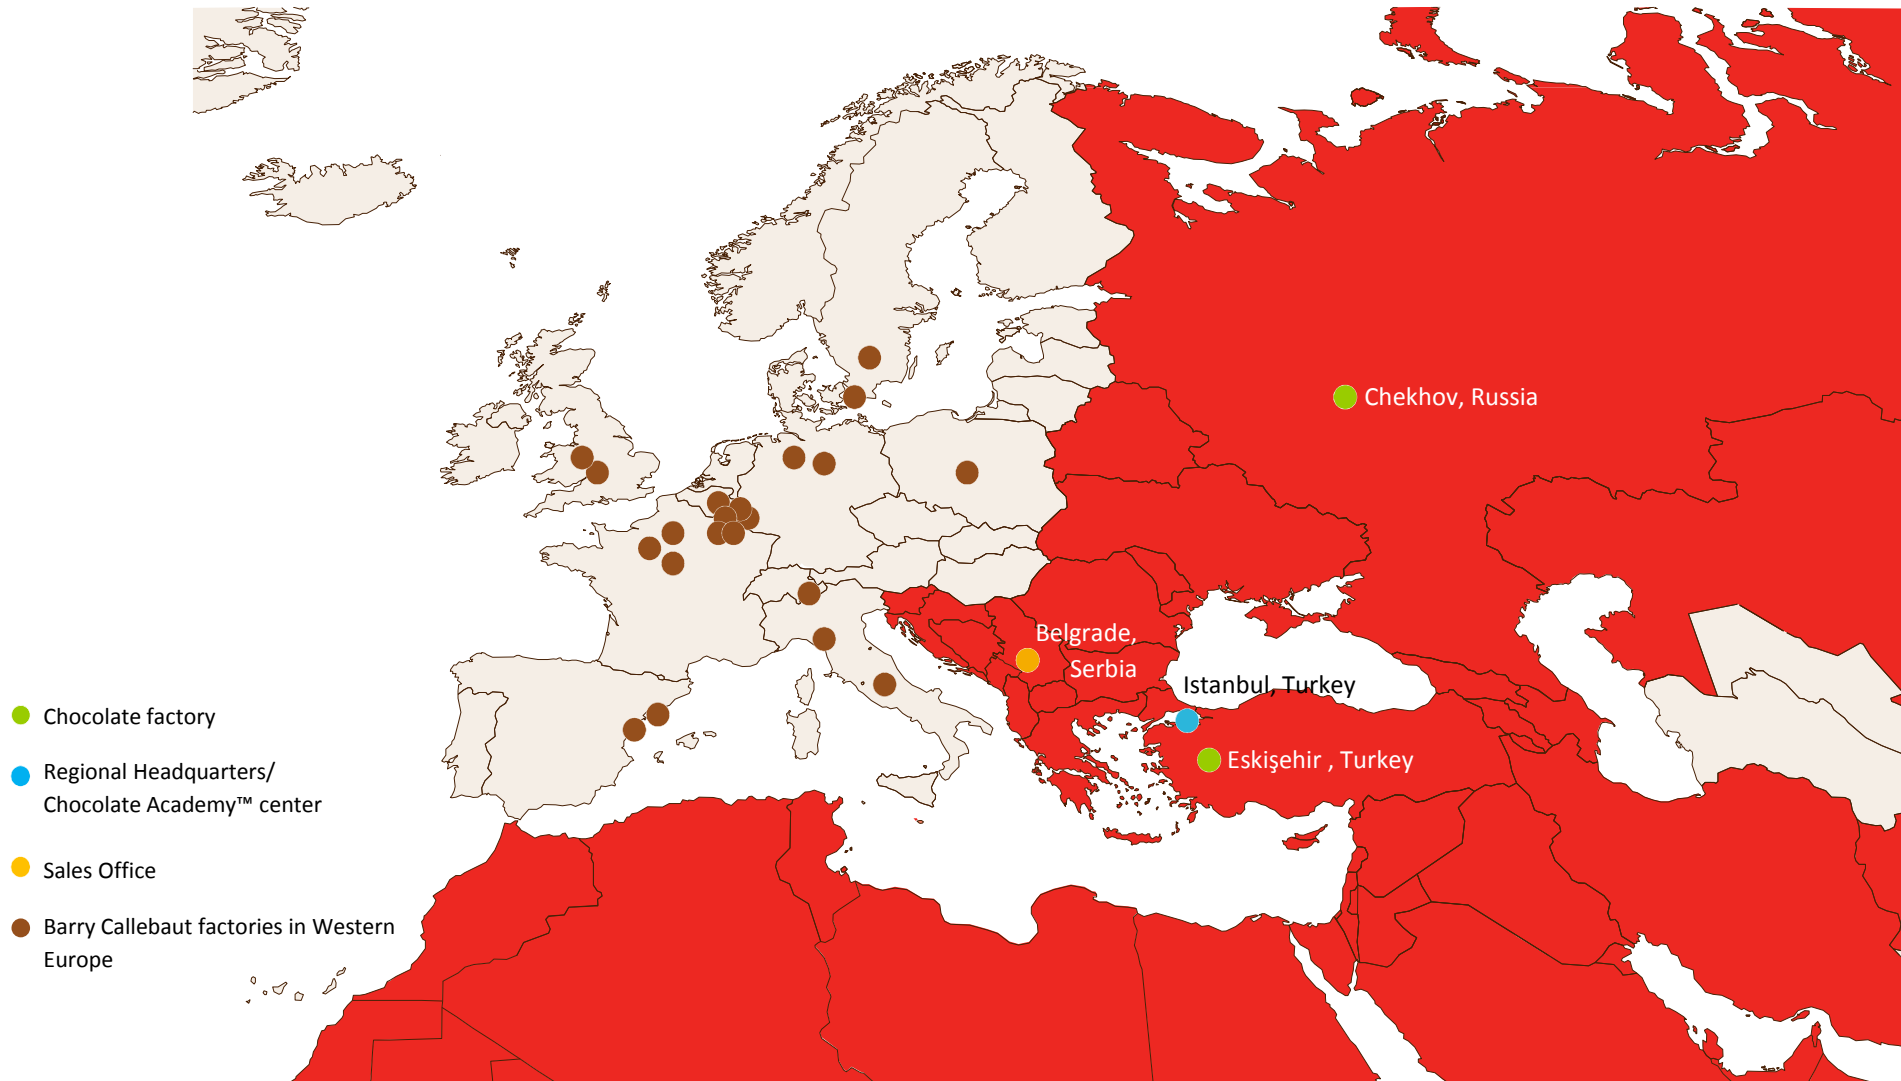 Chekhov, Russia
Belgrade,
Serbia
Istanbul, Turkey
Eskişehir , Turkey
Chocolate factory
Regional Headquarters/
Chocolate Academy™ center
Sales Office
Barry Callebaut factories in Western
Europe